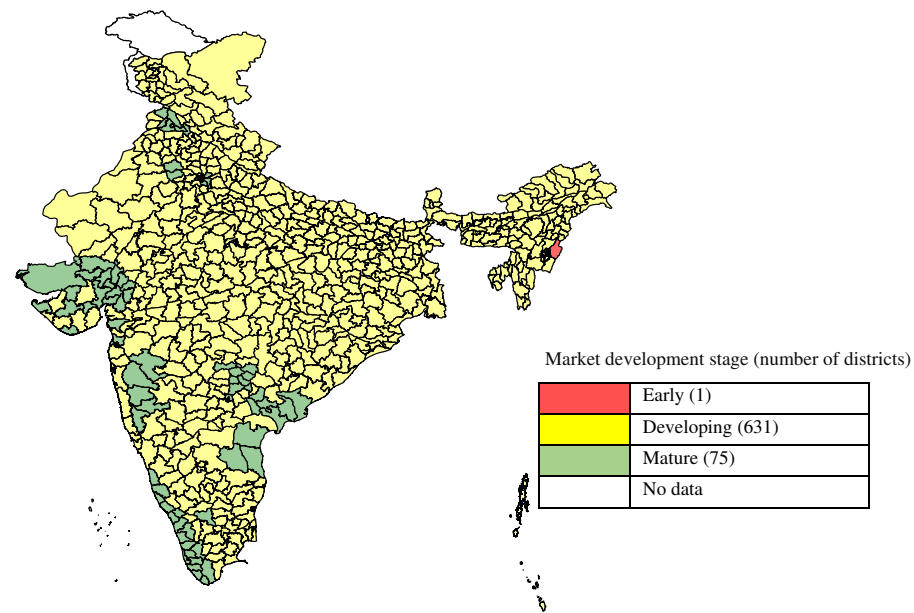 Market development stage (number of districts)
Early (1)
Developing (631)
Mature (75)
No data